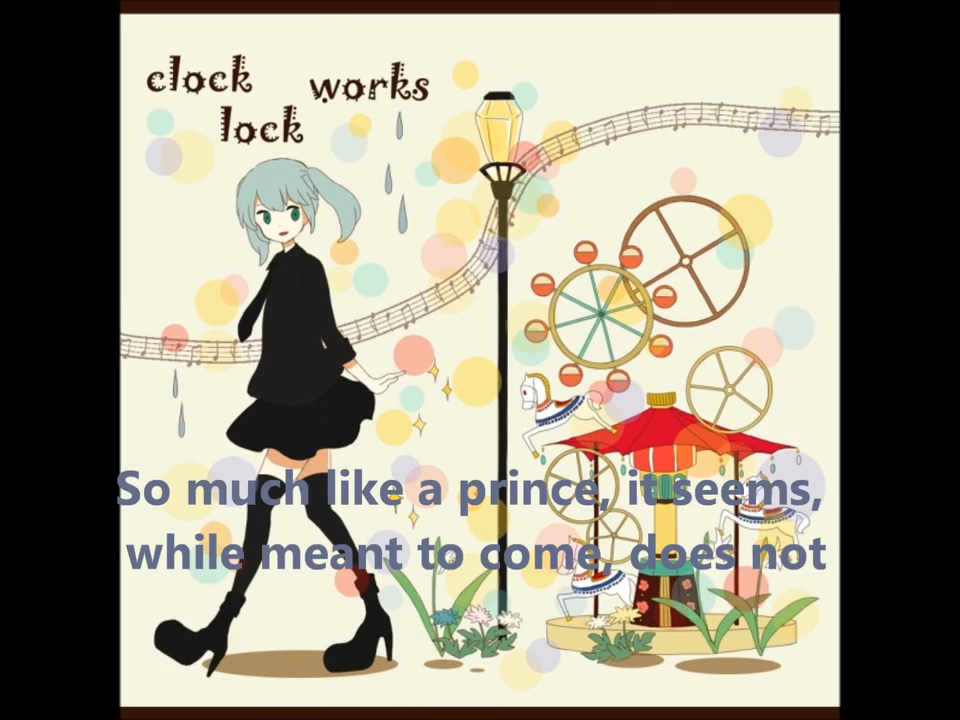 clock works
lock
So much like a prince, it seems,
while meant to come, does not